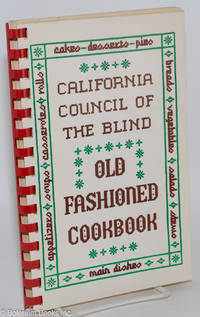 cakes-desserts-pies
CALIFORNIA
COUNCIL OF
THE BLIND
OLD
FASHIONED
COOKBOOK
breads vegetables salads stews
appetizers soups casseroles rolls
main dishes
© Bolerium Books Inc.